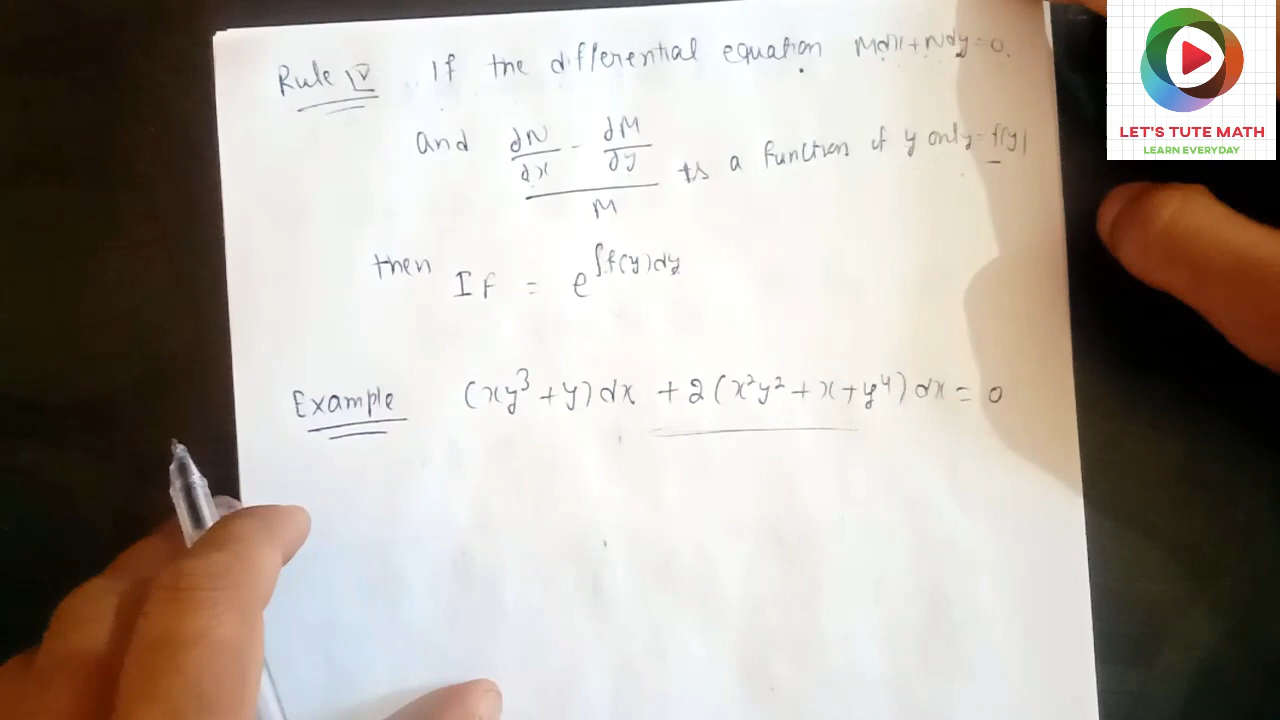 Rule IV If the differential equation Mdx + Ndy = 0.
and ∂N/∂x - ∂M/∂y
M
is a function of y only = f(y)
then IF = e^∫f(y)dy
Example (xy³ + y) dx + 2 (x²y² + x + y⁴) dx = 0
LET'S TUTE MATH
LEARN EVERYDAY